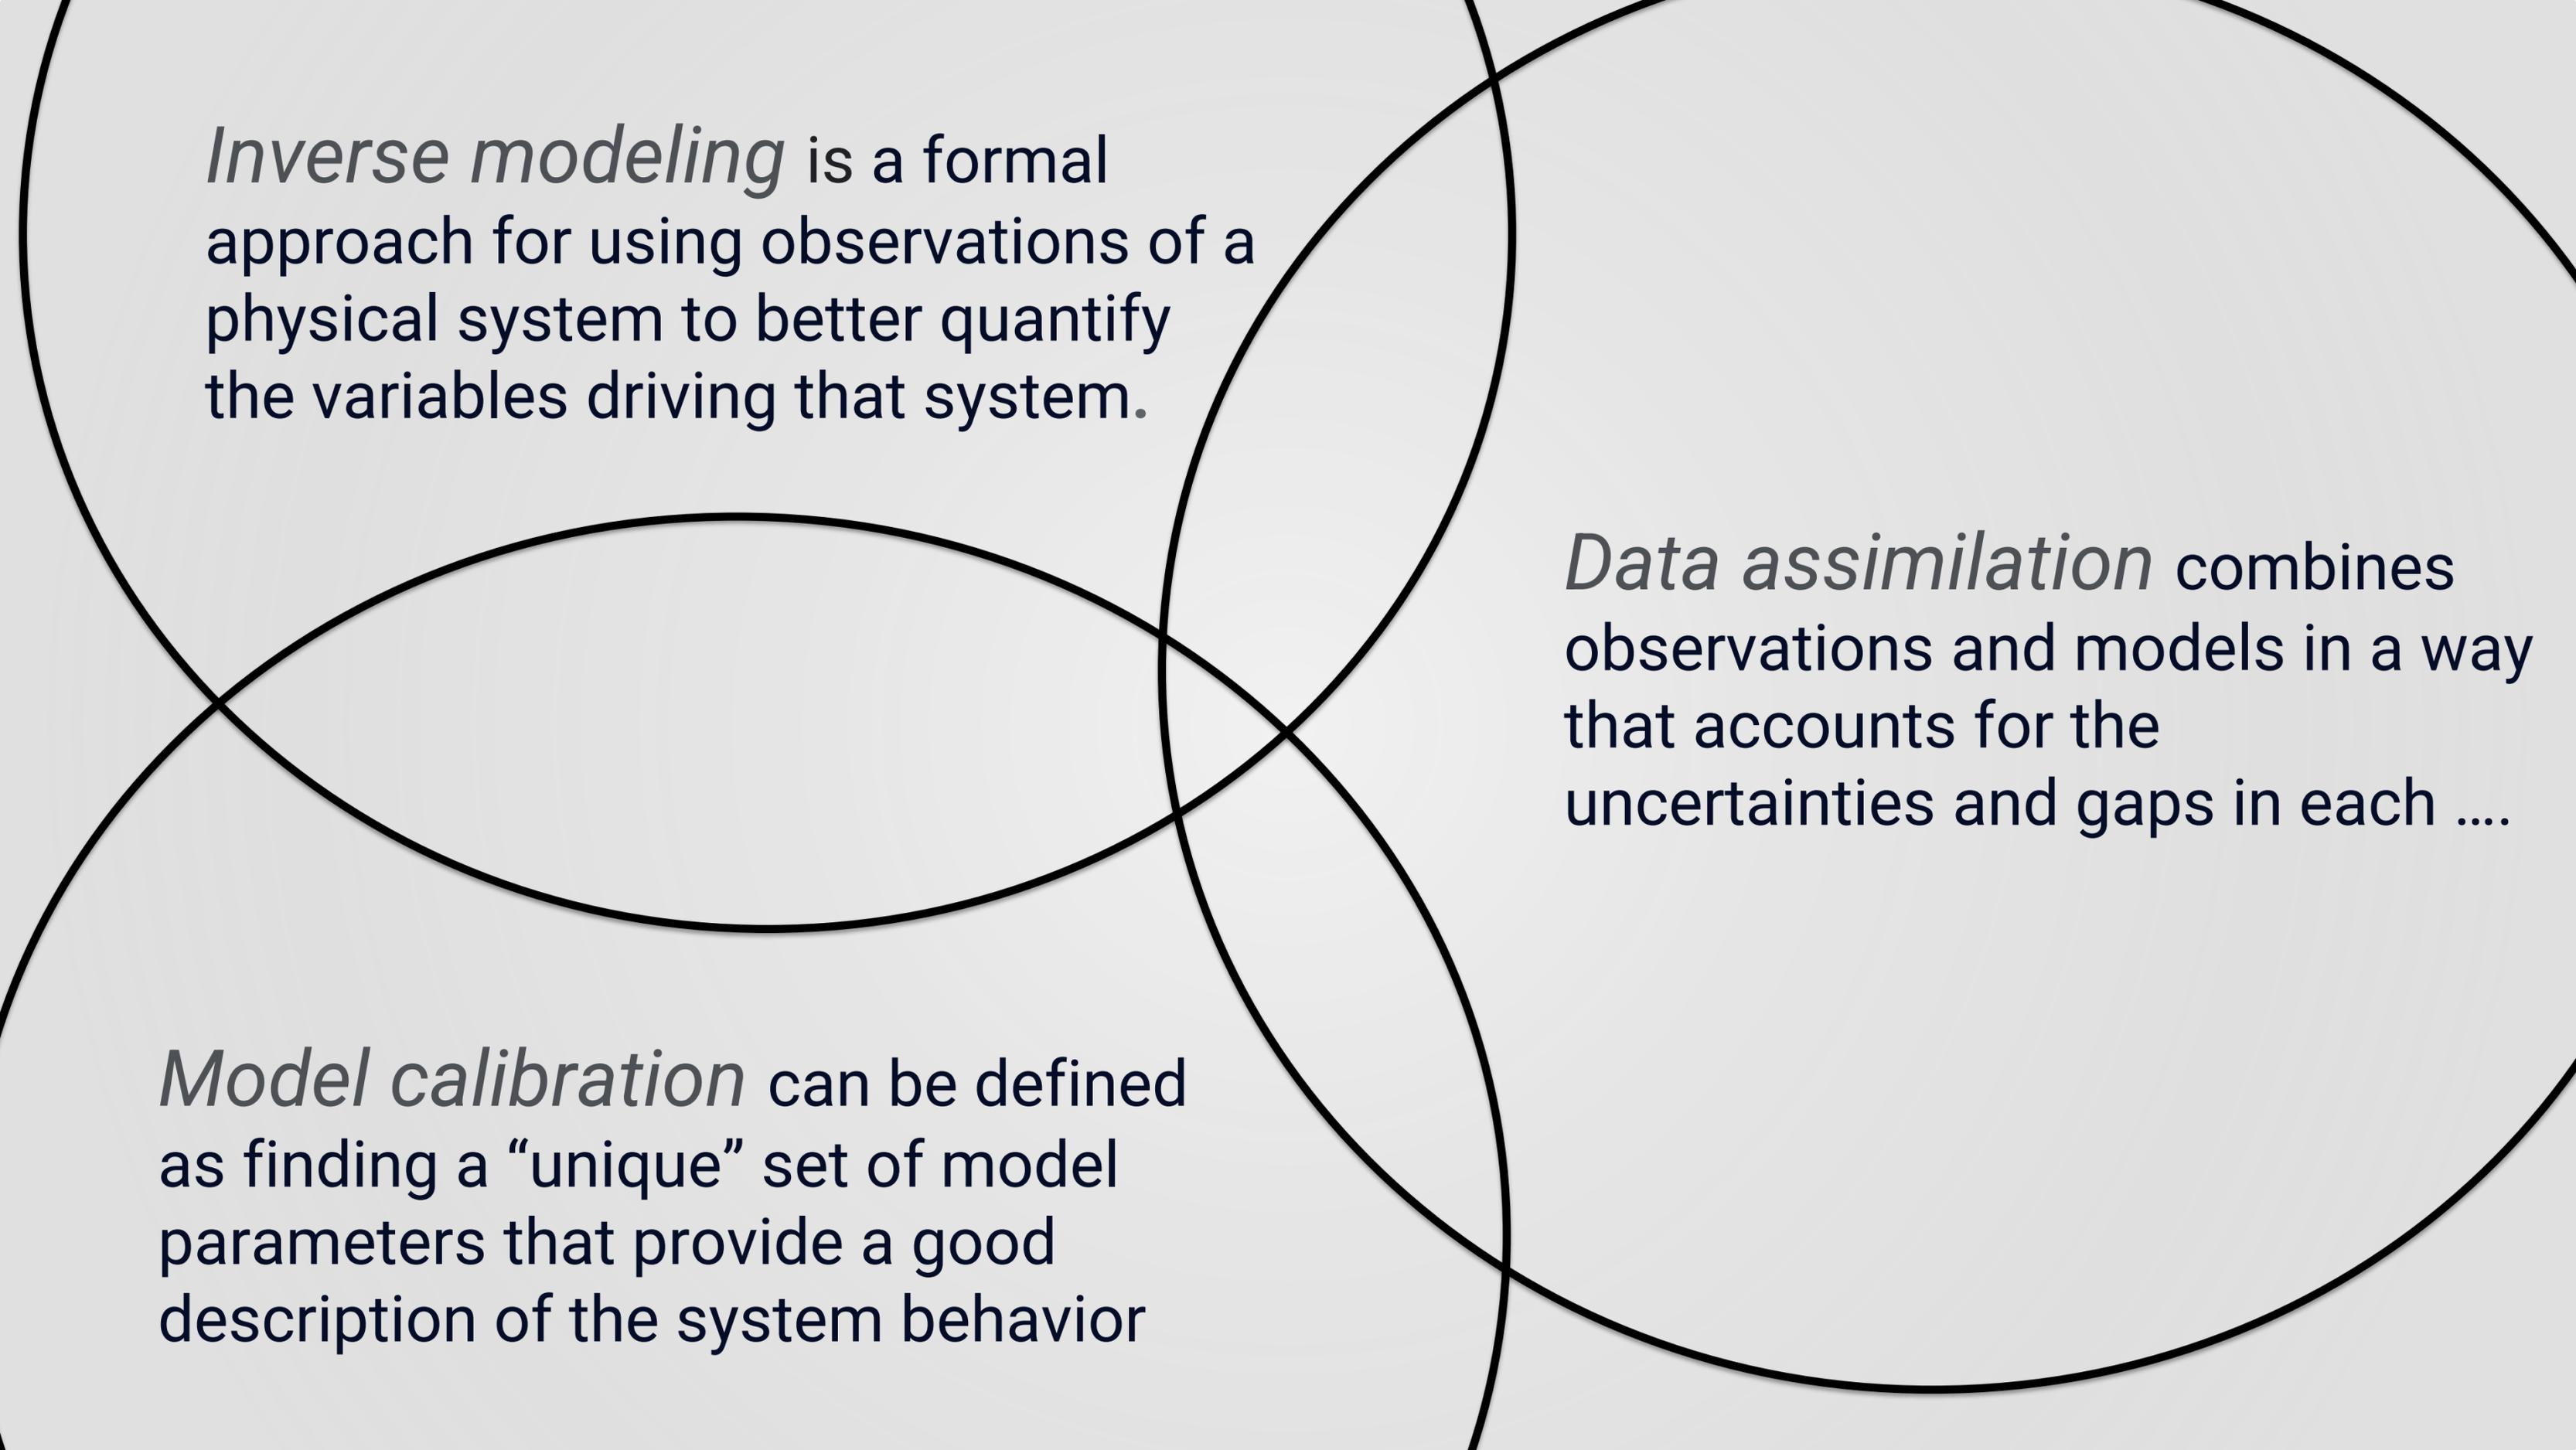 Inverse modeling is a formal
approach for using observations of a
physical system to better quantify
the variables driving that system.
Data assimilation combines
observations and models in a way
that accounts for the
uncertainties and gaps in each ....
Model calibration can be defined
as finding a “unique” set of model
parameters that provide a good
description of the system behavior